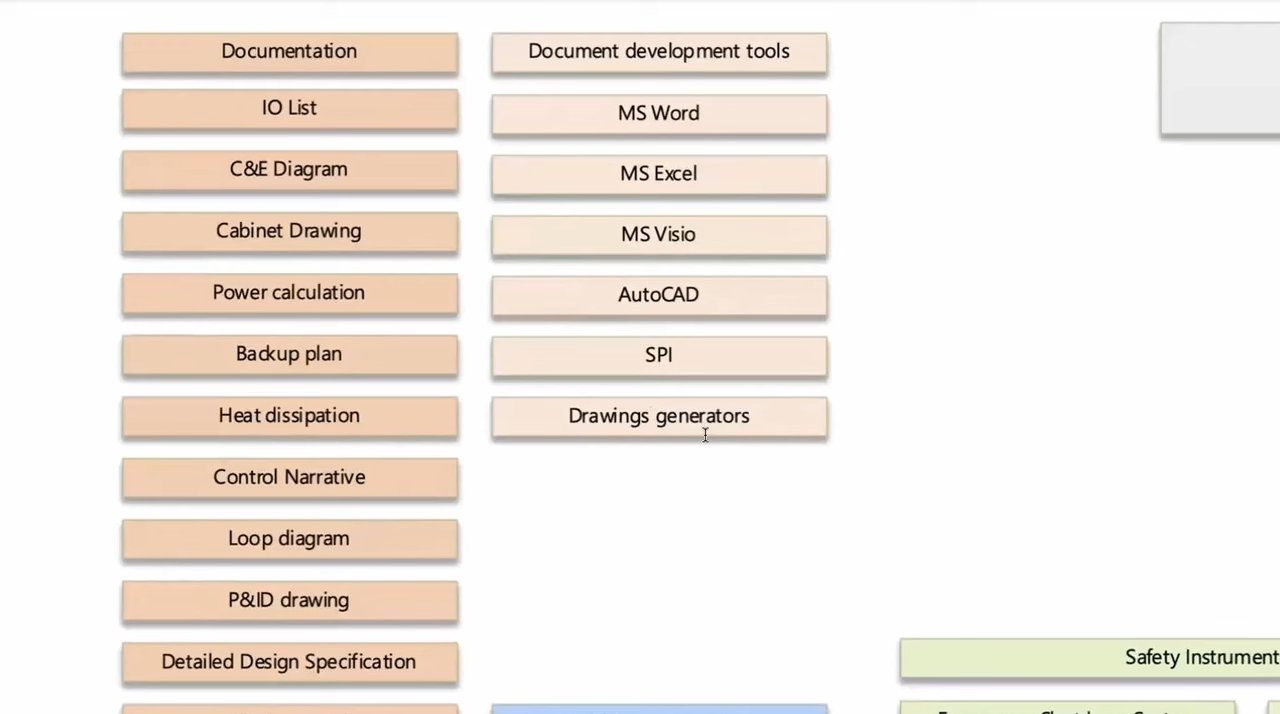 Documentation
IO List
C&E Diagram
Cabinet Drawing
Power calculation
Backup plan
Heat dissipation
Control Narrative
Loop diagram
P&ID drawing
Detailed Design Specification
Document development tools
MS Word
MS Excel
MS Visio
AutoCAD
SPI
Drawings generators
Safety Instrument